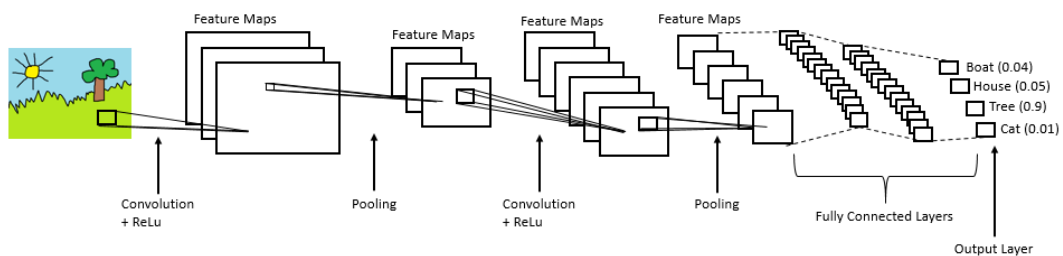 Feature Maps
Feature Maps
Feature Maps
Feature Maps
Boat (0.04)
House (0.05)
Tree (0.9)
Cat (0.01)
Convolution
+ ReLu
Pooling
Convolution
+ ReLu
Pooling
Fully Connected Layers
Output Layer